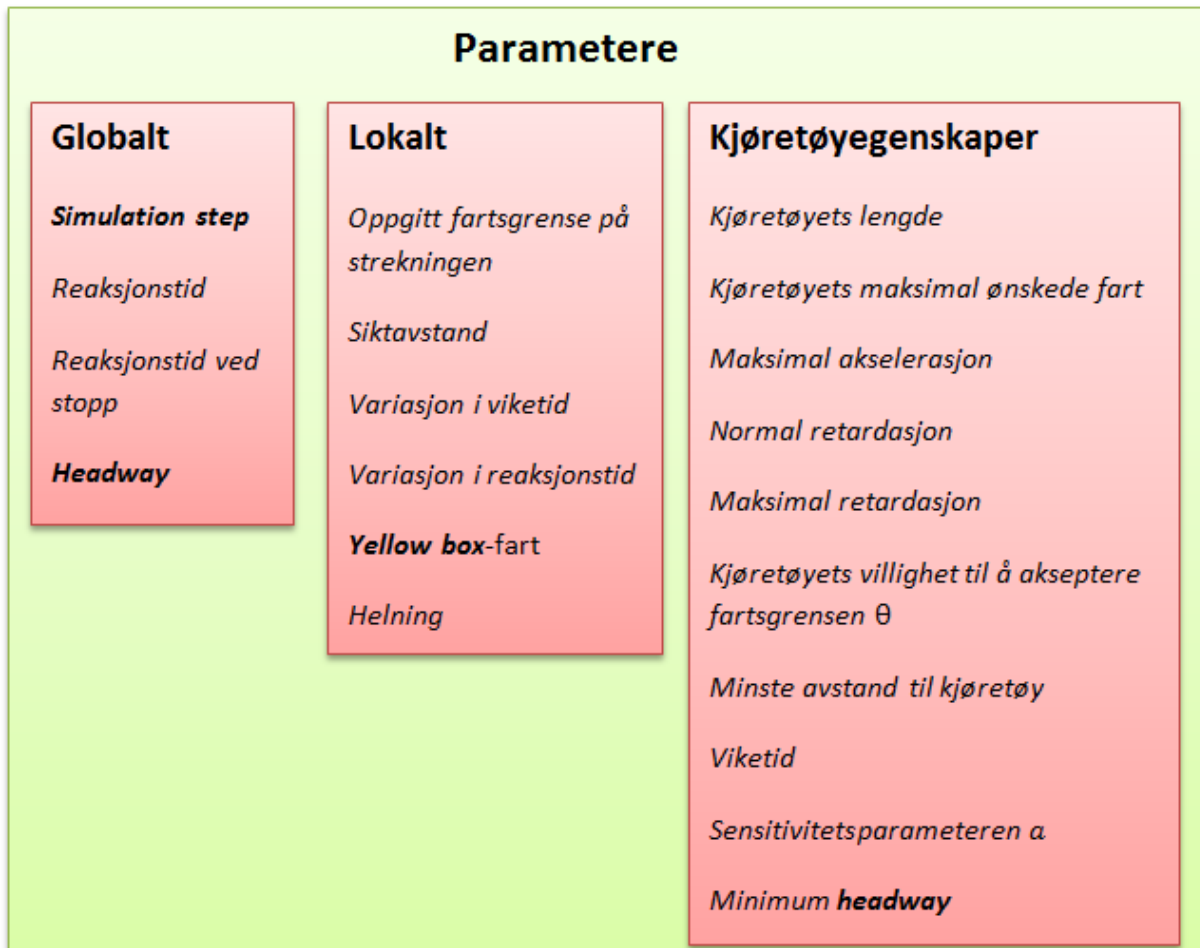 Parametere
Globalt
Simulation step
Reaksjonstid
Reaksjonstid ved
stopp
Headway
Lokalt
Oppgitt fartsgrense på
strekningen
Siktavstand
Variasjon i viketid
Variasjon i reaksjonstid
Yellow box-fart
Helning
Kjøretøyegenskaper
Kjøretøyets lengde
Kjøretøyets maksimal ønskede fart
Maksimal akselerasjon
Normal retardasjon
Maksimal retardasjon
Kjøretøyets villighet til å akseptere
fartsgrensen θ
Minste avstand til kjøretøy
Viketid
Sensitivitetsparameteren α
Minimum headway